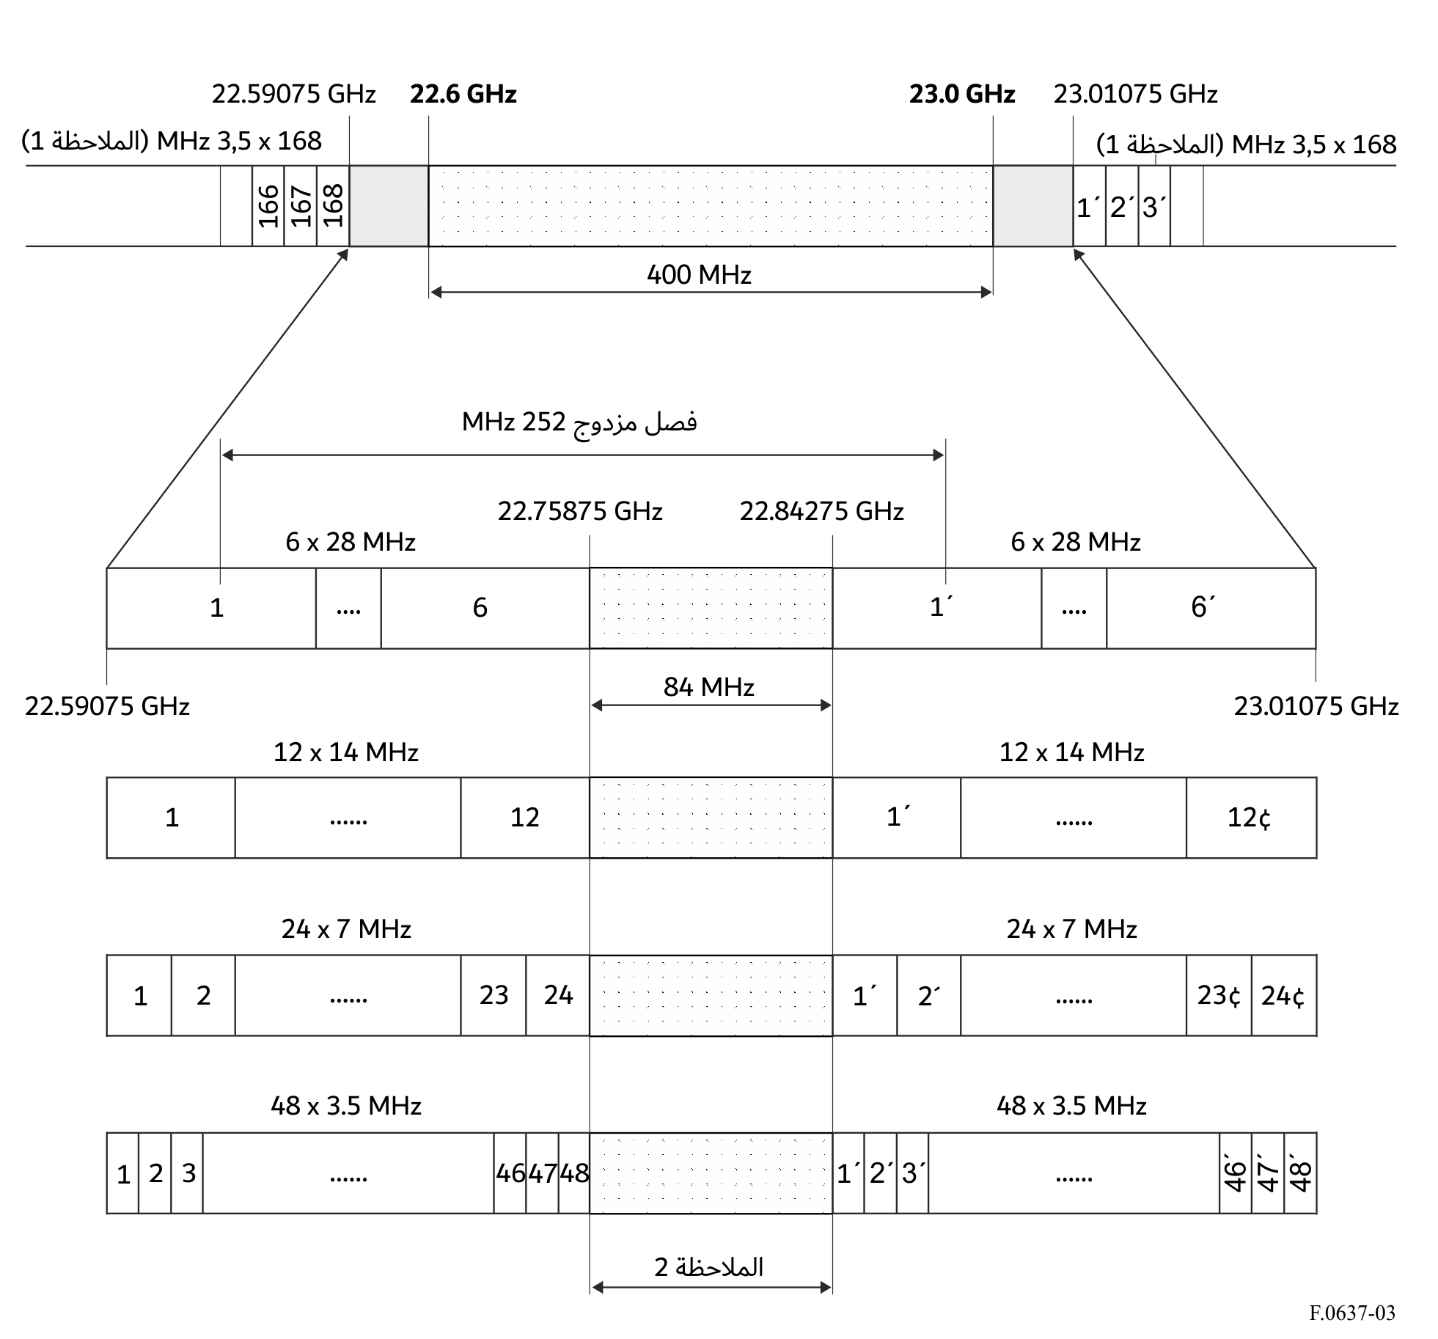 22.59075 GHz 22.6 GHz 23.0 GHz 23.01075 GHz
168 x 3,5 MHz (الملاحظة 1) 168 x 3,5 MHz (الملاحظة 1)
166 167 168 1´ 2´ 3´
400 MHz
فصل مزدوج 252 MHz
22.75875 GHz 22.84275 GHz
6 x 28 MHz 6 x 28 MHz
1 .... 6 1´ .... 6´
84 MHz
22.59075 GHz 23.01075 GHz
12 x 14 MHz 12 x 14 MHz
1 ...... 12 1´ ...... 12¢
24 x 7 MHz 24 x 7 MHz
1 2 ...... 23 24 1´ 2´ ...... 23¢ 24¢
48 x 3.5 MHz 48 x 3.5 MHz
1 2 3 ...... 46 47 48 1´ 2´ 3´ ...... 46´ 47´ 48´
الملاحظة 2
F.0637-03